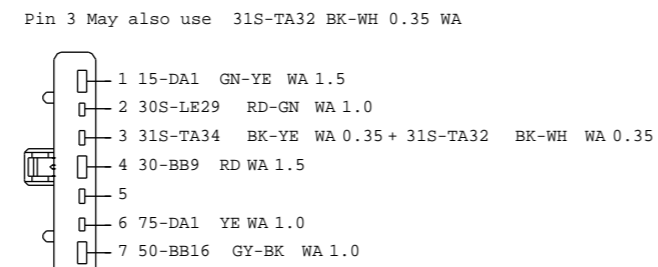 Pin 3 May also use 31S-TA32 BK-WH 0.35 WA
1 15-DA1 GN-YE WA 1.5
2 30S-LE29 RD-GN WA 1.0
3 31S-TA34 BK-YE WA 0.35 + 31S-TA32 BK-WH WA 0.35
4 30-BB9 RD WA 1.5
5
6 75-DA1 YE WA 1.0
7 50-BB16 GY-BK WA 1.0